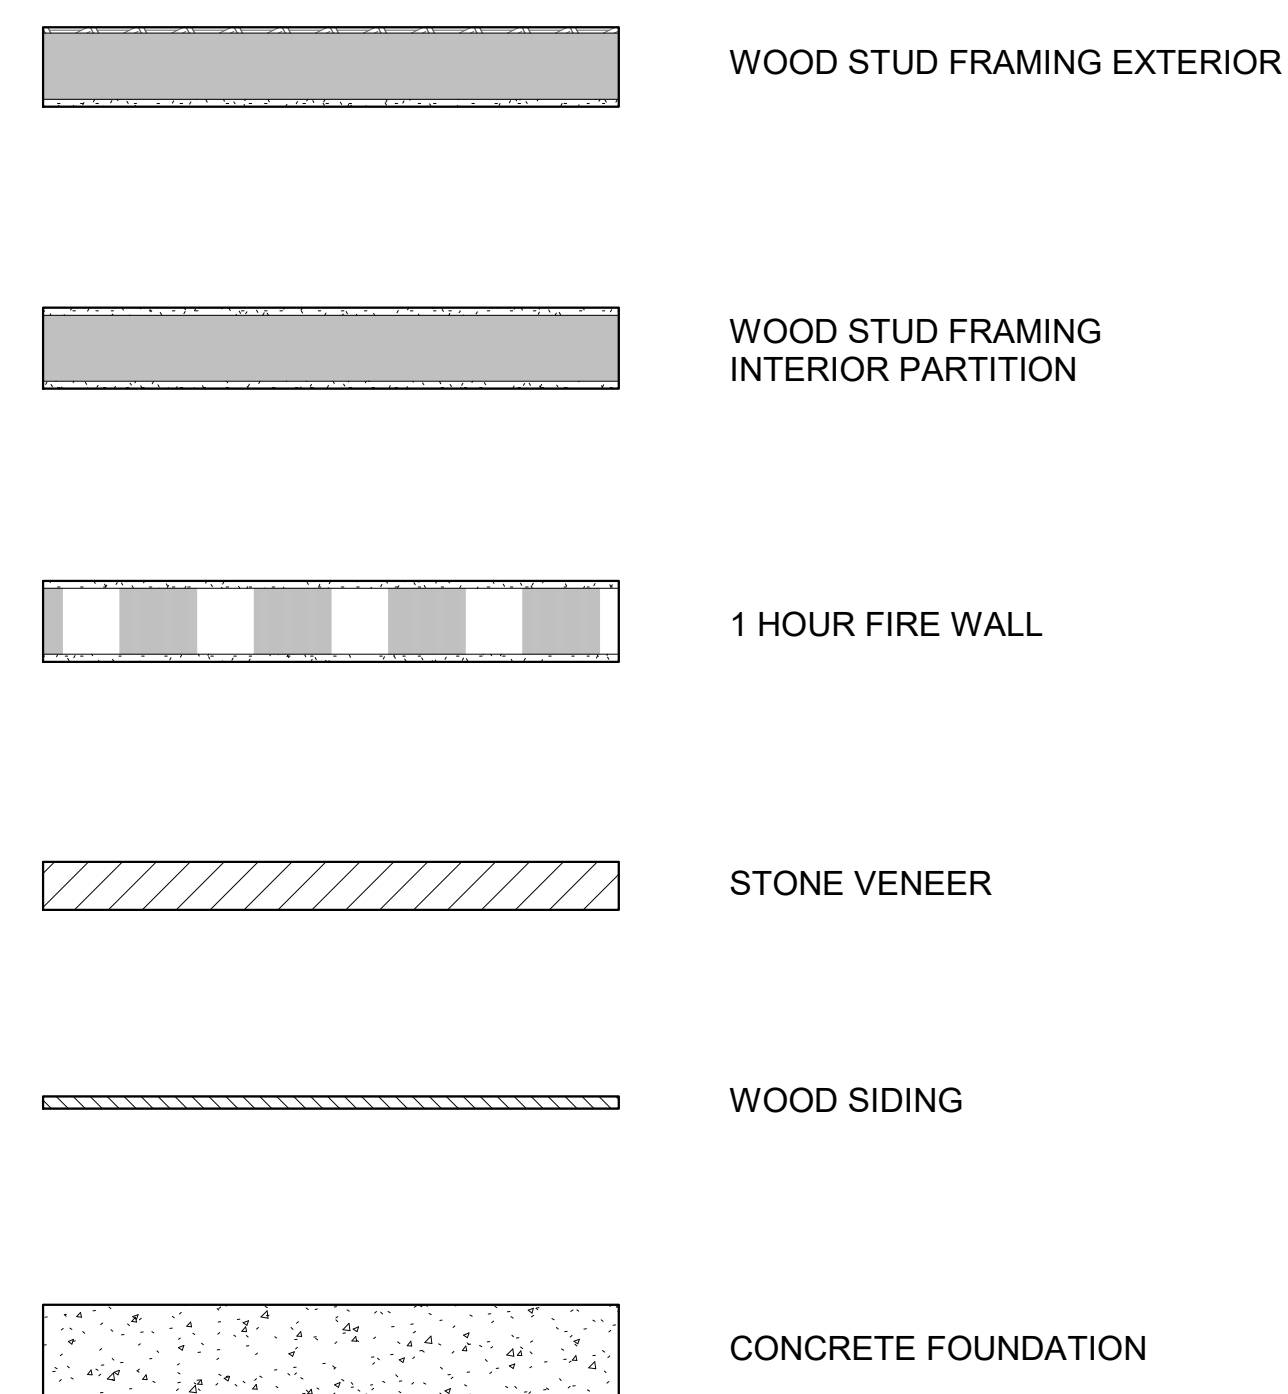 WOOD STUD FRAMING EXTERIOR
WOOD STUD FRAMING
INTERIOR PARTITION
1 HOUR FIRE WALL
STONE VENEER
WOOD SIDING
CONCRETE FOUNDATION